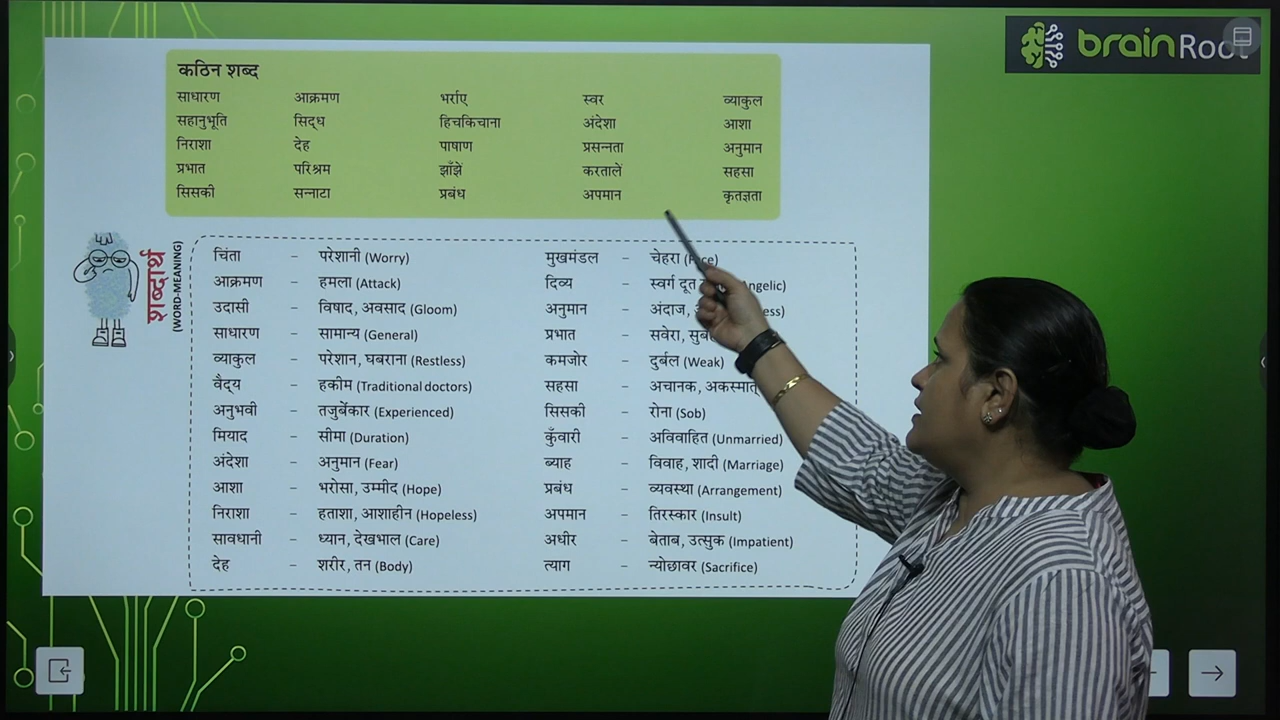 brainRoot
कठिन शब्द
साधारण आक्रमण भर्राए स्वर व्याकुल
सहानुभूति सिद्ध हिचकिचाना अंदेशा आशा
निराशा देह पाषाण प्रसन्नता अनुमान
प्रभात परिश्रम झाँझें करतालें सहसा
सिसकी सन्नाटा प्रबंध अपमान कृतज्ञता
शब्दार्थ
(WORD-MEANING)
चिंता – परेशानी (Worry) मुखमंडल – चेहरा
आक्रमण – हमला (Attack) दिव्य – स्वर्ग दूत
उदासी – विषाद, अवसाद (Gloom) अनुमान – अंदाज,
साधारण – सामान्य (General) प्रभात – सवेरा,
व्याकुल – परेशान, घबराना (Restless) कमजोर – दुर्बल (Weak)
वैद्य – हकीम (Traditional doctors) सहसा – अचानक, अकस्मात्
अनुभवी – तजुर्बेकार (Experienced) सिसकी – रोना (Sob)
मियाद – सीमा (Duration) कुँवारी – अविवाहित (Unmarried)
अंदेशा – अनुमान (Fear) ब्याह – विवाह, शादी (Marriage)
आशा – भरोसा, उम्मीद (Hope) प्रबंध – व्यवस्था (Arrangement)
निराशा – हताशा, आशाहीन (Hopeless) अपमान – तिरस्कार (Insult)
सावधानी – ध्यान, देखभाल (Care) अधीर – बेताब, उत्सुक (Impatient)
देह – शरीर, तन (Body) त्याग – न्योछावर (Sacrifice)